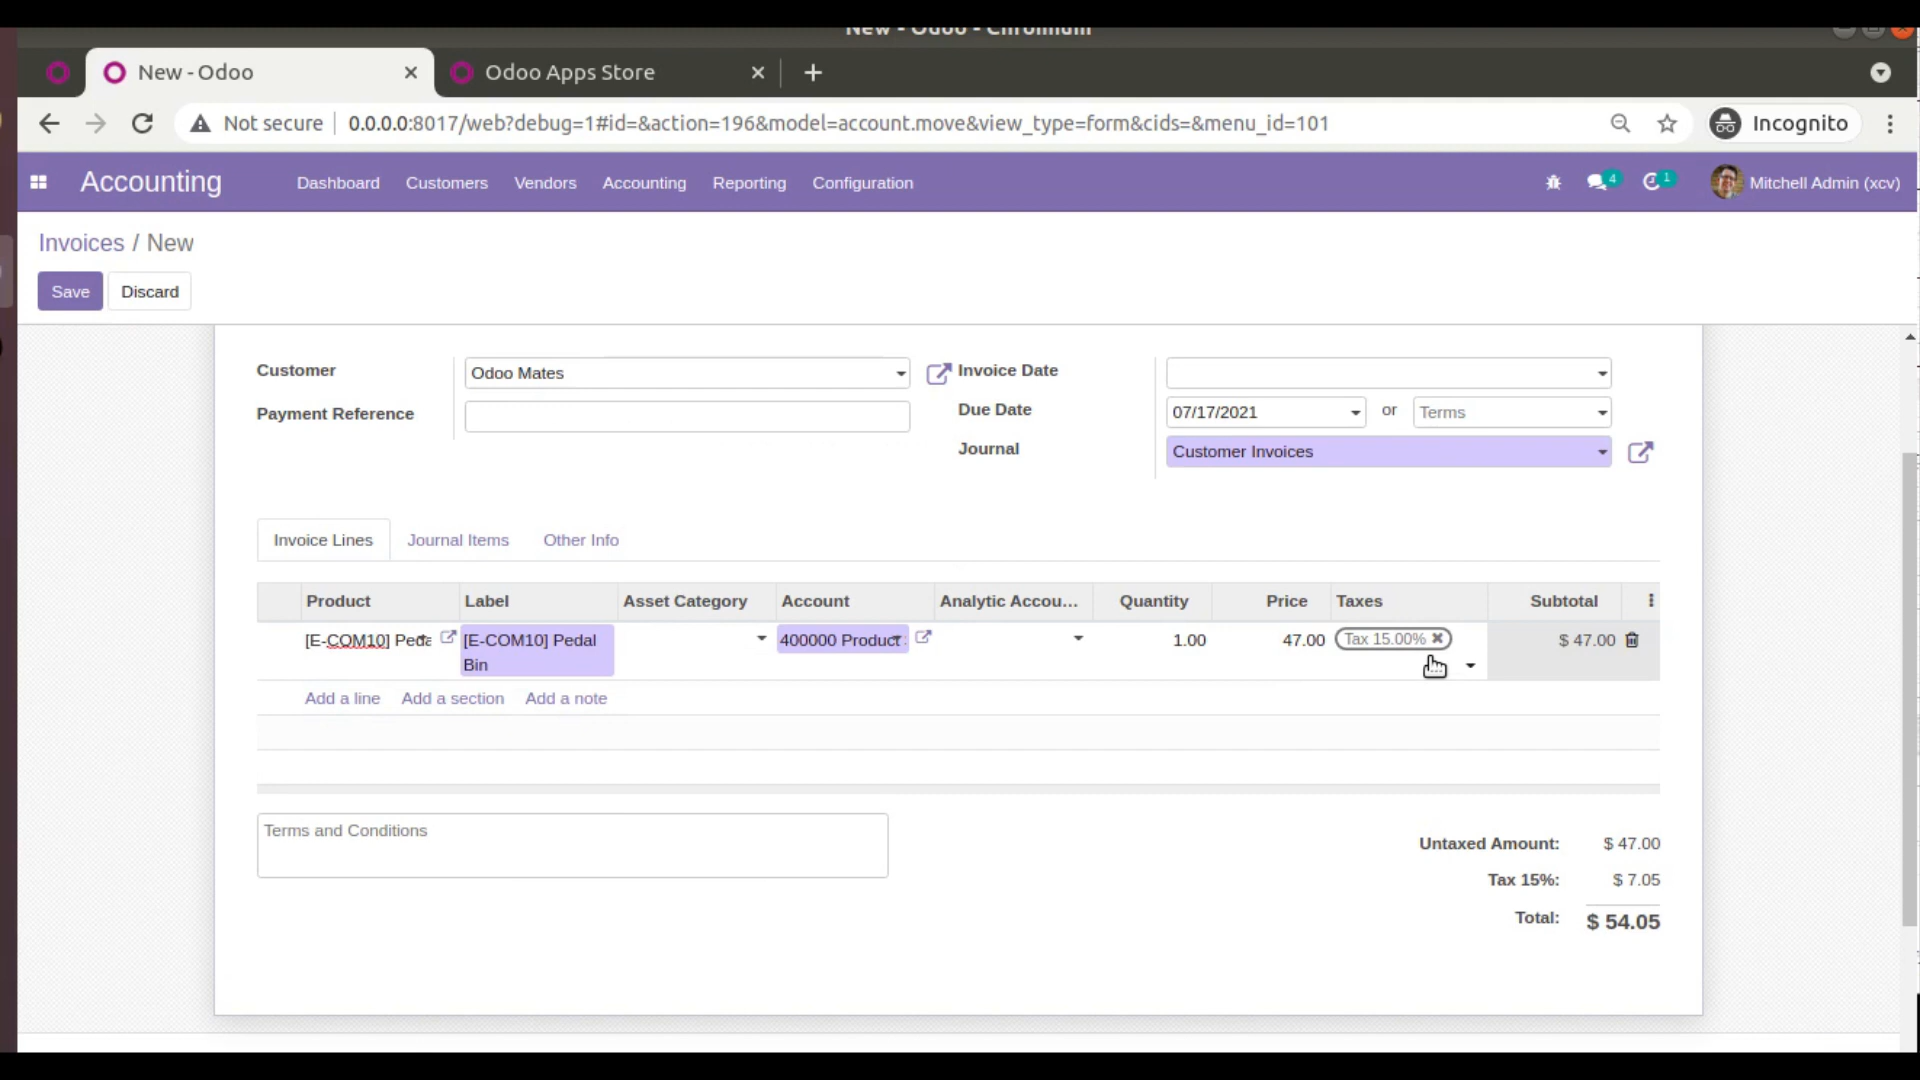 New - Odoo - Chromium
New - Odoo
Odoo Apps Store
Not secure
0.0.0.0:8017/web?debug=1#id=&action=196&model=account.move&view_type=form&cids=&menu_id=101
Incognito
Accounting
Dashboard
Customers
Vendors
Accounting
Reporting
Configuration
4
1
Mitchell Admin (xcv)
Invoices / New
Save
Discard
Customer
Odoo Mates
Payment Reference
Invoice Date
Due Date
07/17/2021
or
Terms
Journal
Customer Invoices
Invoice Lines
Journal Items
Other Info
Product
Label
Asset Category
Account
Analytic Accou...
Quantity
Price
Taxes
Subtotal
[E-COM10] Peda
[E-COM10] Pedal
Bin
400000 Product
1.00
47.00
Tax 15.00%
$ 47.00
Add a line
Add a section
Add a note
Terms and Conditions
Untaxed Amount:
$ 47.00
Tax 15%:
$ 7.05
Total:
$ 54.05